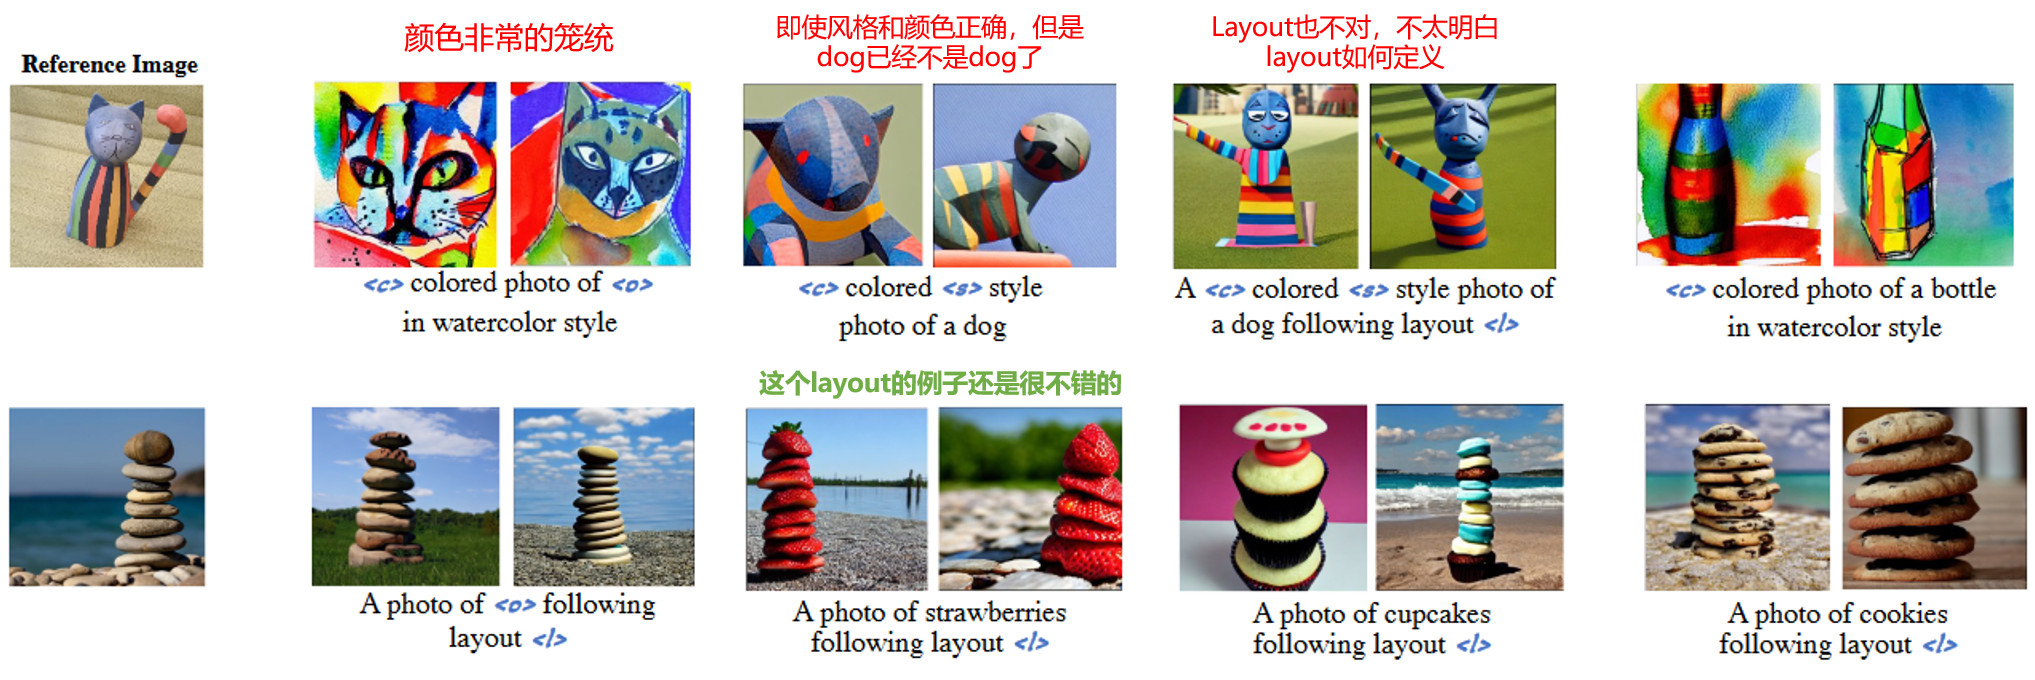 颜色非常的笼统
即使风格和颜色正确，但是
dog已经不是dog了
Layout也不对，不太明白
layout如何定义
Reference Image
<c> colored photo of <o>
in watercolor style
<c> colored <s> style
photo of a dog
A <c> colored <s> style photo of
a dog following layout <l>
<c> colored photo of a bottle
in watercolor style
这个layout的例子还是很不错的
A photo of <o> following
layout <l>
A photo of strawberries
following layout <l>
A photo of cupcakes
following layout <l>
A photo of cookies
following layout <l>